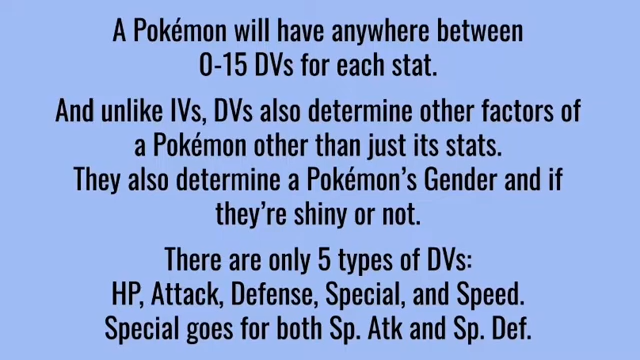 A Pokémon will have anywhere between
0-15 DVs for each stat.
And unlike IVs, DVs also determine other factors of
a Pokémon other than just its stats.
They also determine a Pokémon's Gender and if
they're shiny or not.
There are only 5 types of DVs:
HP, Attack, Defense, Special, and Speed.
Special goes for both Sp. Atk and Sp. Def.